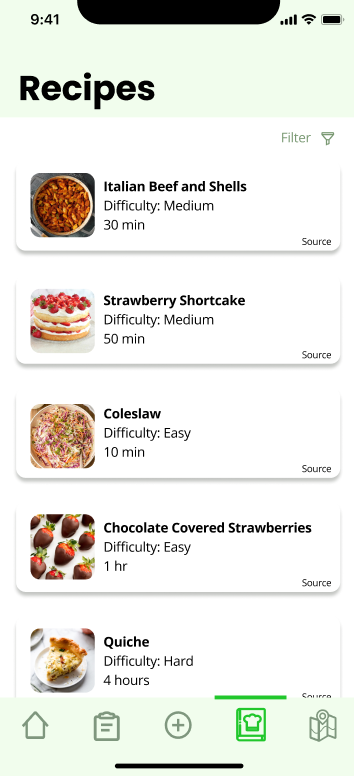 9:41
Recipes
Filter
Italian Beef and Shells
Difficulty: Medium
30 min
Source
Strawberry Shortcake
Difficulty: Medium
50 min
Source
Coleslaw
Difficulty: Easy
10 min
Source
Chocolate Covered Strawberries
Difficulty: Easy
1 hr
Source
Quiche
Difficulty: Hard
4 hours
Source